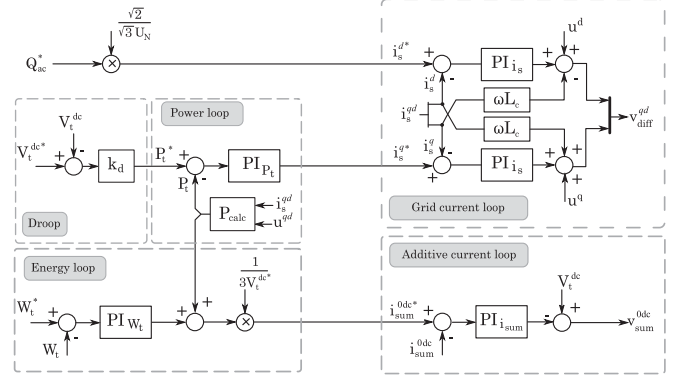 √2
√3 U_N
Q*_ac
×
i_s^d*
+
-
i_s^d
PI i_s
+
+
u^d
-
ωL_c
i_s^qd
ωL_c
v_diff^qd
i_s^q
-
i_s^q*
+
PI i_s
+
+
+
u^q
Grid current loop
Power loop
V_t^dc
V_t^dc*
+
-
k_d
P_t*
+
-
P_t
PI P_t
P_calc
i_s^qd
u^qd
Droop
Energy loop
1
3V_t^dc*
W_t*
+
-
W_t
PI W_t
+
+
×
Additive current loop
i_sum^0dc*
+
-
i_sum^0dc
PI i_sum
-
+
V_t^dc
v_sum^0dc